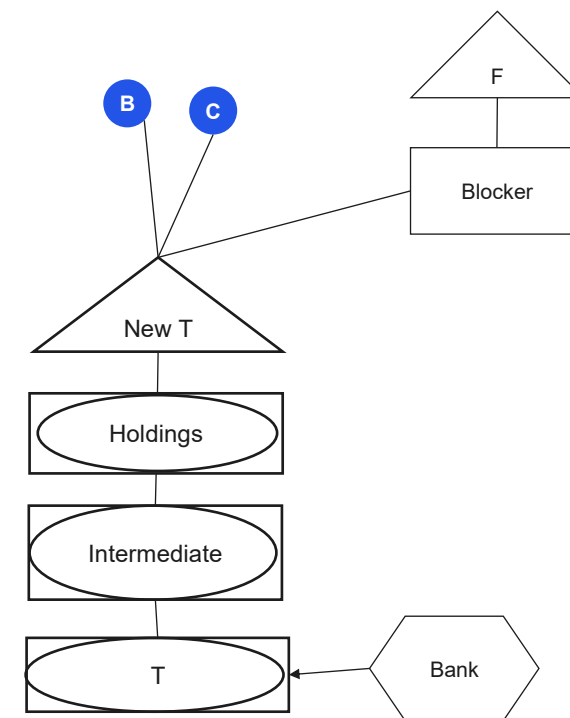 F
B
C
Blocker
New T
Holdings
Intermediate
T
Bank